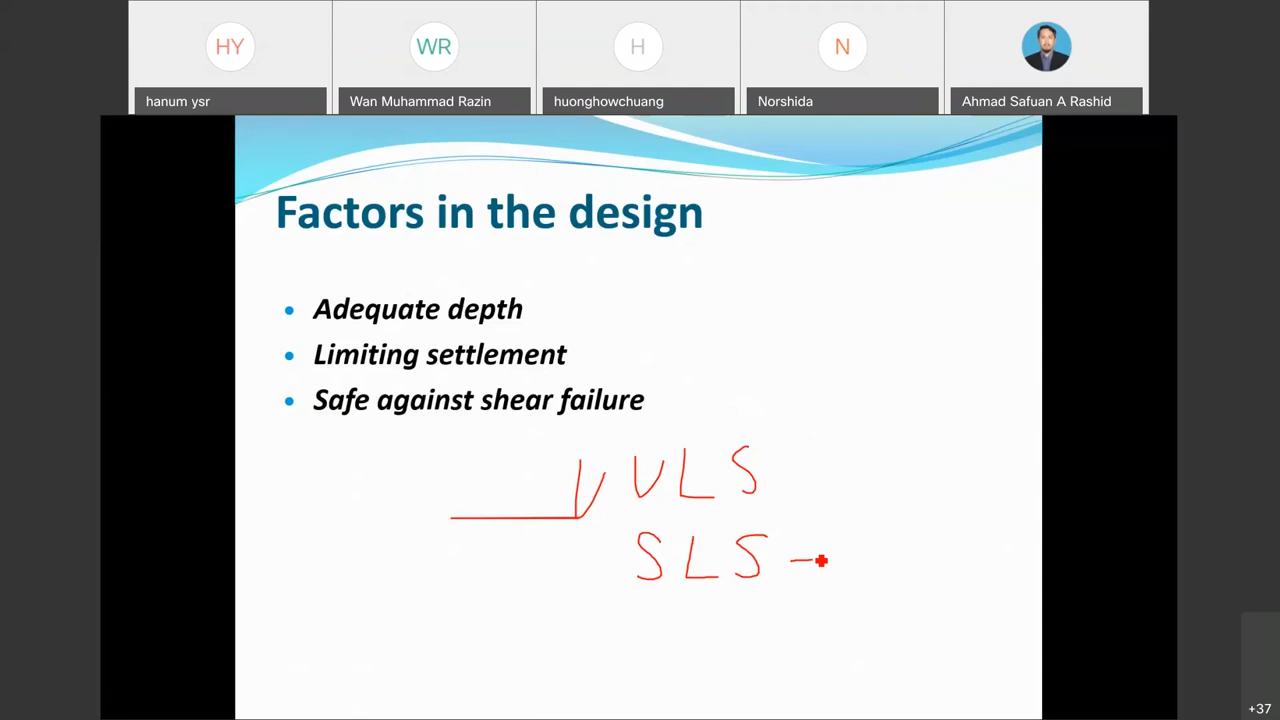 HY
WR
H
N
hanum ysr
Wan Muhammad Razin
huonghowchuang
Norshida
Ahmad Safuan A Rashid
Factors in the design
• Adequate depth
• Limiting settlement
• Safe against shear failure
ULS
SLS –
+37